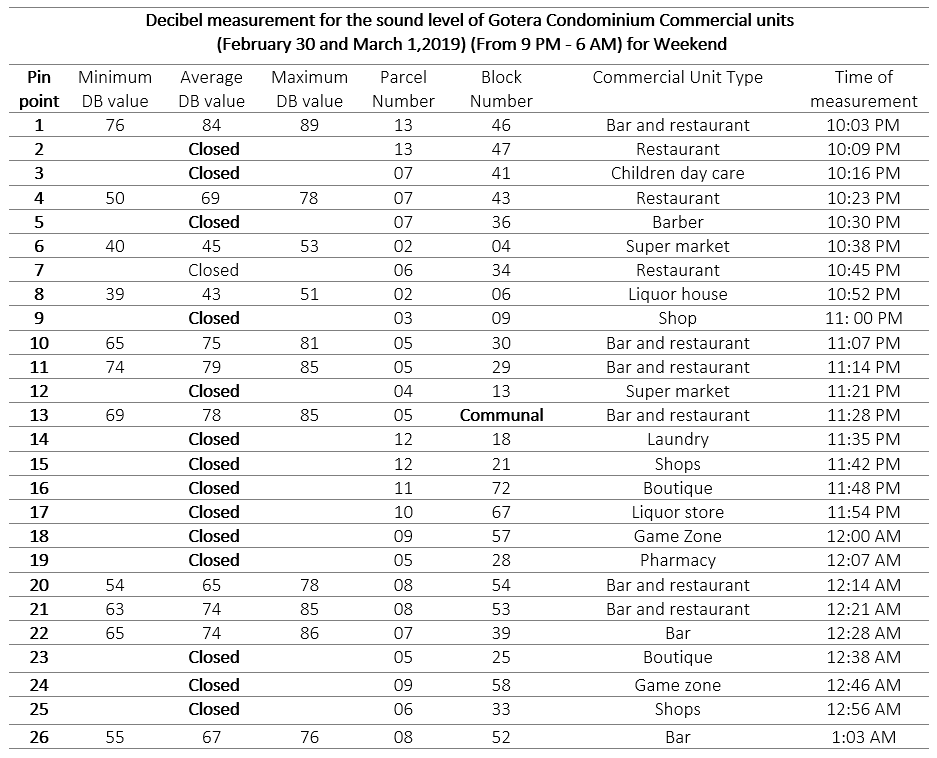 Decibel measurement for the sound level of Gotera Condominium Commercial units
(February 30 and March 1,2019) (From 9 PM - 6 AM) for Weekend
Pin Minimum Average Maximum Parcel Block Commercial Unit Type Time of
point DB value DB value DB value Number Number measurement
1 76 84 89 13 46 Bar and restaurant 10:03 PM
2 Closed 13 47 Restaurant 10:09 PM
3 Closed 07 41 Children day care 10:16 PM
4 50 69 78 07 43 Restaurant 10:23 PM
5 Closed 07 36 Barber 10:30 PM
6 40 45 53 02 04 Super market 10:38 PM
7 Closed 06 34 Restaurant 10:45 PM
8 39 43 51 02 06 Liquor house 10:52 PM
9 Closed 03 09 Shop 11: 00 PM
10 65 75 81 05 30 Bar and restaurant 11:07 PM
11 74 79 85 05 29 Bar and restaurant 11:14 PM
12 Closed 04 13 Super market 11:21 PM
13 69 78 85 05 Communal Bar and restaurant 11:28 PM
14 Closed 12 18 Laundry 11:35 PM
15 Closed 12 21 Shops 11:42 PM
16 Closed 11 72 Boutique 11:48 PM
17 Closed 10 67 Liquor store 11:54 PM
18 Closed 09 57 Game Zone 12:00 AM
19 Closed 05 28 Pharmacy 12:07 AM
20 54 65 78 08 54 Bar and restaurant 12:14 AM
21 63 74 85 08 53 Bar and restaurant 12:21 AM
22 65 74 86 07 39 Bar 12:28 AM
23 Closed 05 25 Boutique 12:38 AM
24 Closed 09 58 Game zone 12:46 AM
25 Closed 06 33 Shops 12:56 AM
26 55 67 76 08 52 Bar 1:03 AM